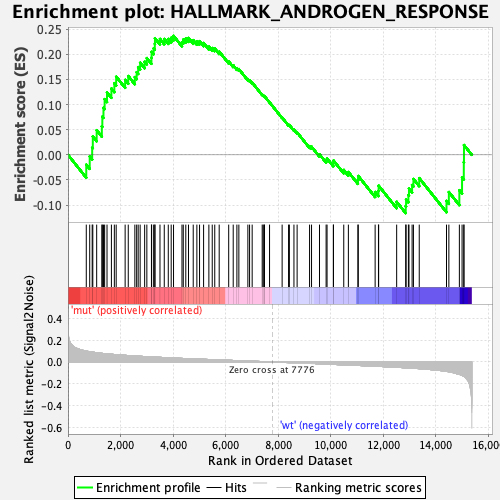 Enrichment plot: HALLMARK_ANDROGEN_RESPONSE
Enrichment score (ES)
0.25
0.20
0.15
0.10
0.05
0.00
-0.05
-0.10
'mut' (positively correlated)
Ranked list metric (Signal2Noise)
0.4
0.2
0.0
-0.2
-0.4
-0.6
Zero cross at 7776
'wt' (negatively correlated)
0
2,000
4,000
6,000
8,000
10,000
12,000
14,000
16,000
Rank in Ordered Dataset
Enrichment profile
Hits
Ranking metric scores